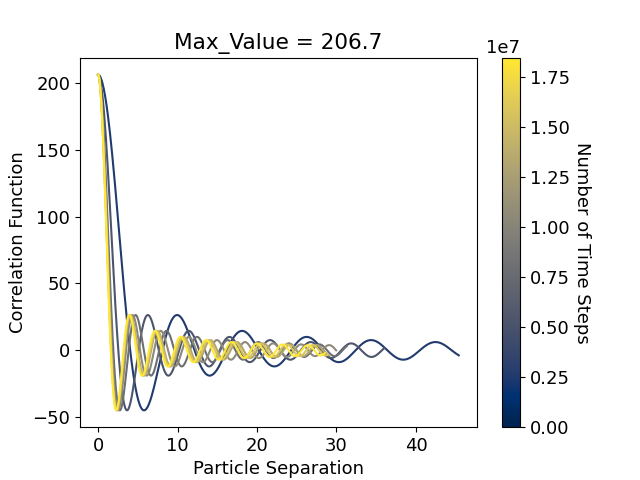 Max_Value = 206.7
1e7
Correlation Function
200
150
100
50
0
−50
0 10 20 30 40
Particle Separation
1.75
1.50
1.25
1.00
0.75
0.50
0.25
0.00
Number of Time Steps